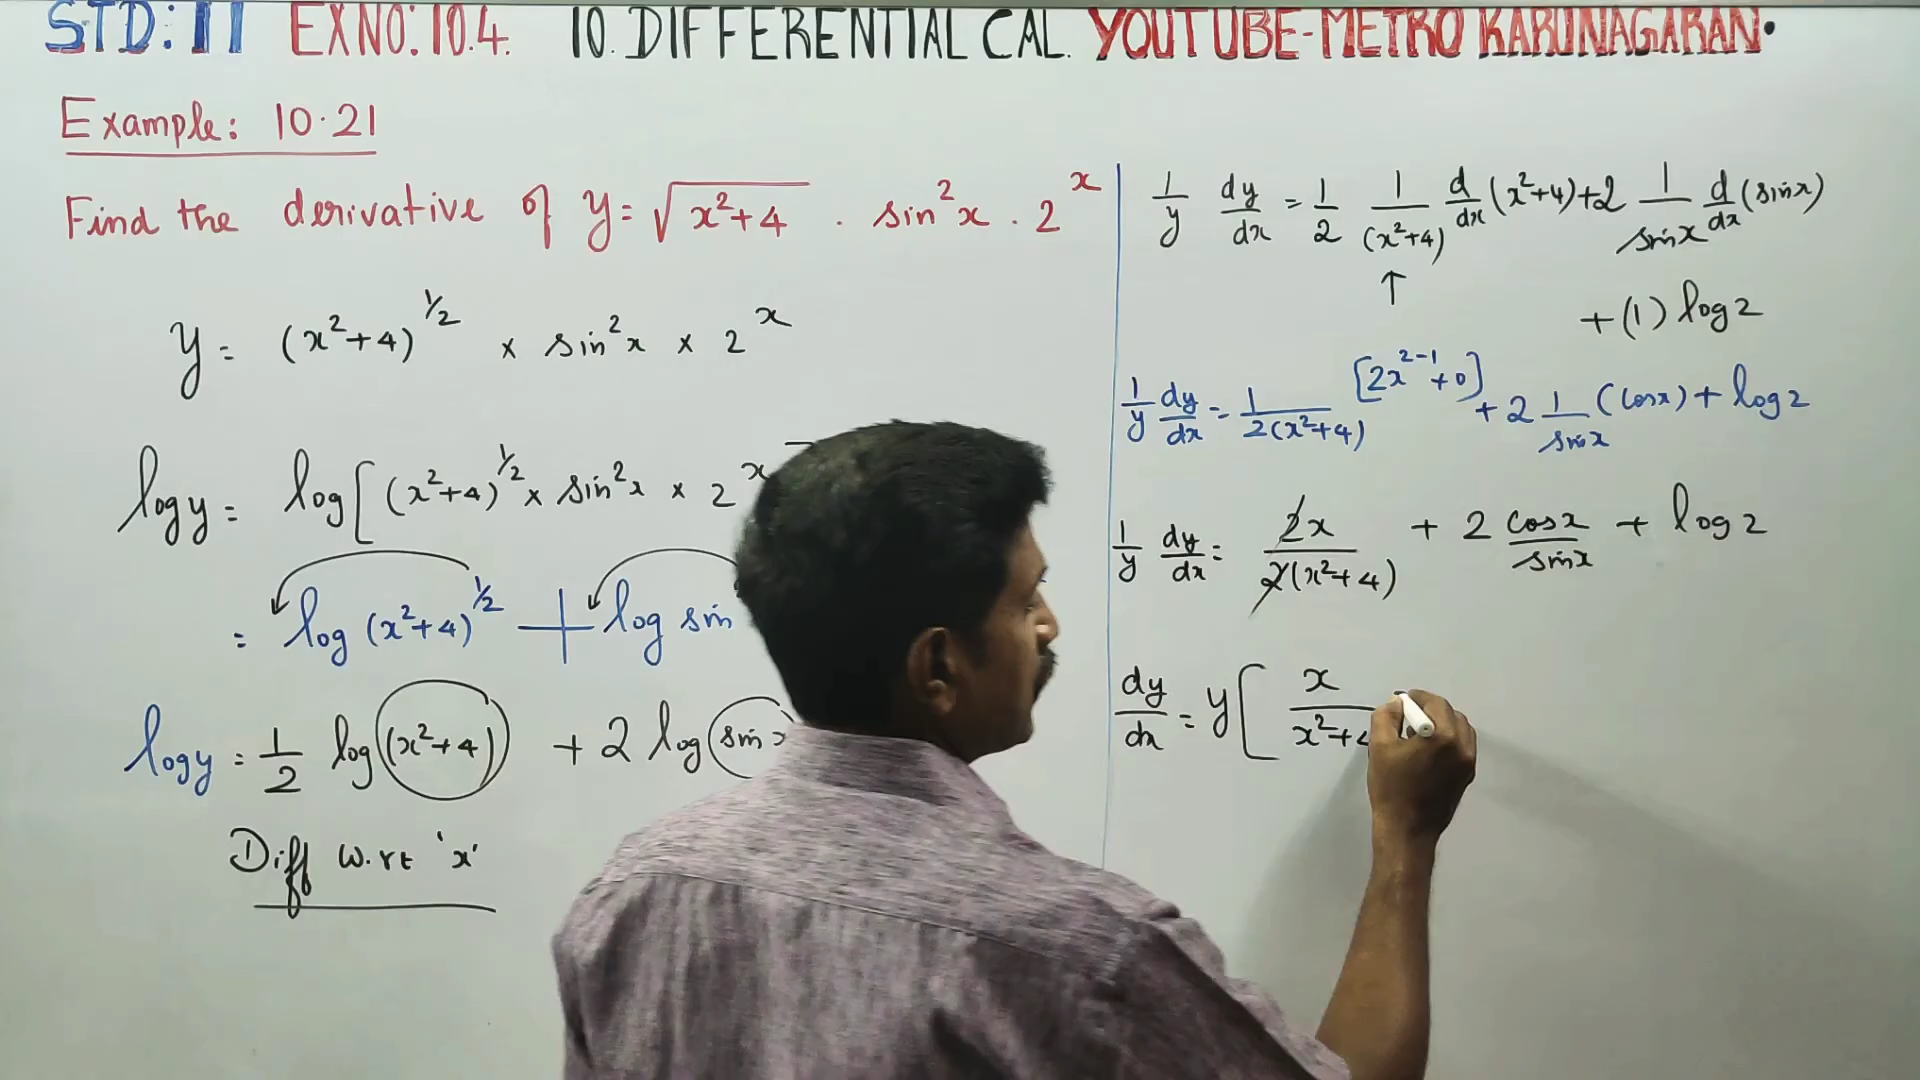 STD: 11 EXNO: 10.4. 10. DIFFERENTIAL CAL. YOUTUBE-METRO KARUNAGARAN.
Example: 10.21
Find the derivative of y = √(x²+4) . sin²x . 2^x
y = (x²+4)^1/2 × sin²x × 2^x
log y = log[(x²+4)^1/2 × sin²x × 2^x
= log (x²+4)^1/2 + log sin
log y = 1/2 log (x²+4) + 2 log (sin x
Diff w.rt 'x'
1/y dy/dx = 1/2 1/(x²+4) d/dx (x²+4) + 2 1/sin x d/dx (sin x)
↑
+ (1) log 2
1/y dy/dx = 1/2(x²+4) [2x^2-1 + 0] + 2 1/sin x (cos x) + log 2
1/y dy/dx = 2x/2(x²+4) + 2 cos x/sin x + log 2
dy/dx = y [ x/x²+4